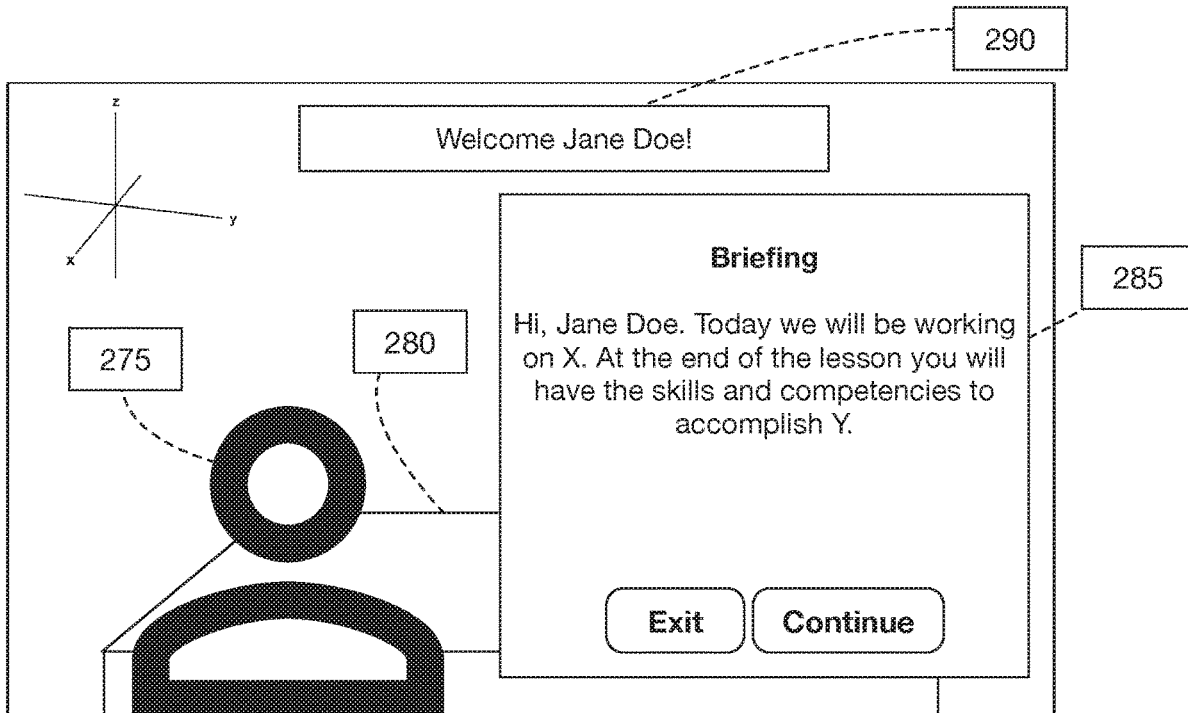 290
Welcome Jane Doe!
z
y
x
Briefing
285
Hi, Jane Doe. Today we will be working
on X. At the end of the lesson you will
have the skills and competencies to
accomplish Y.
275
280
Exit
Continue